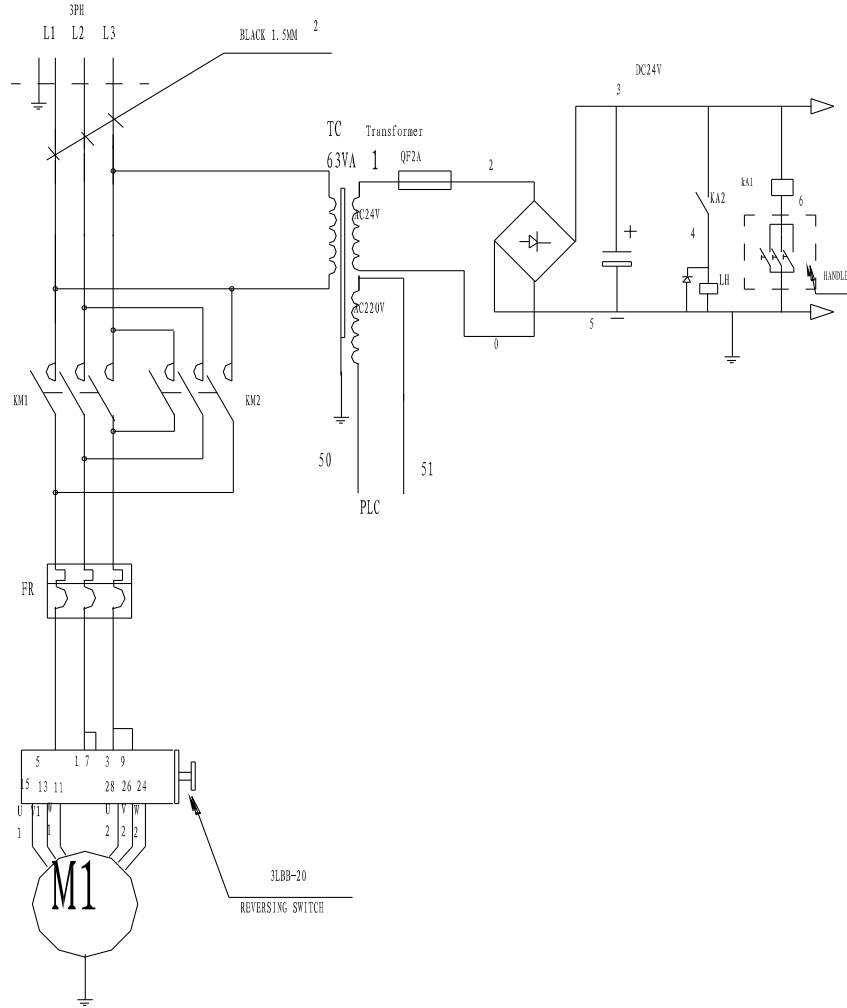 3PH
L1 L2 L3
BLACK 1.5MM 2
DC24V
3
TC Transformer
63VA 1 QF2A 2
kA1
KA2 6
AC24V
+
4
LH HANDLE
AC220V
5 —
0
KM1 KM2
50 51
PLC
FR
5 1 7 3 9
15 13 11 28 26 24
U V1 W U V W
1 1 2 2 2
M1
3LBB-20
REVERSING SWITCH